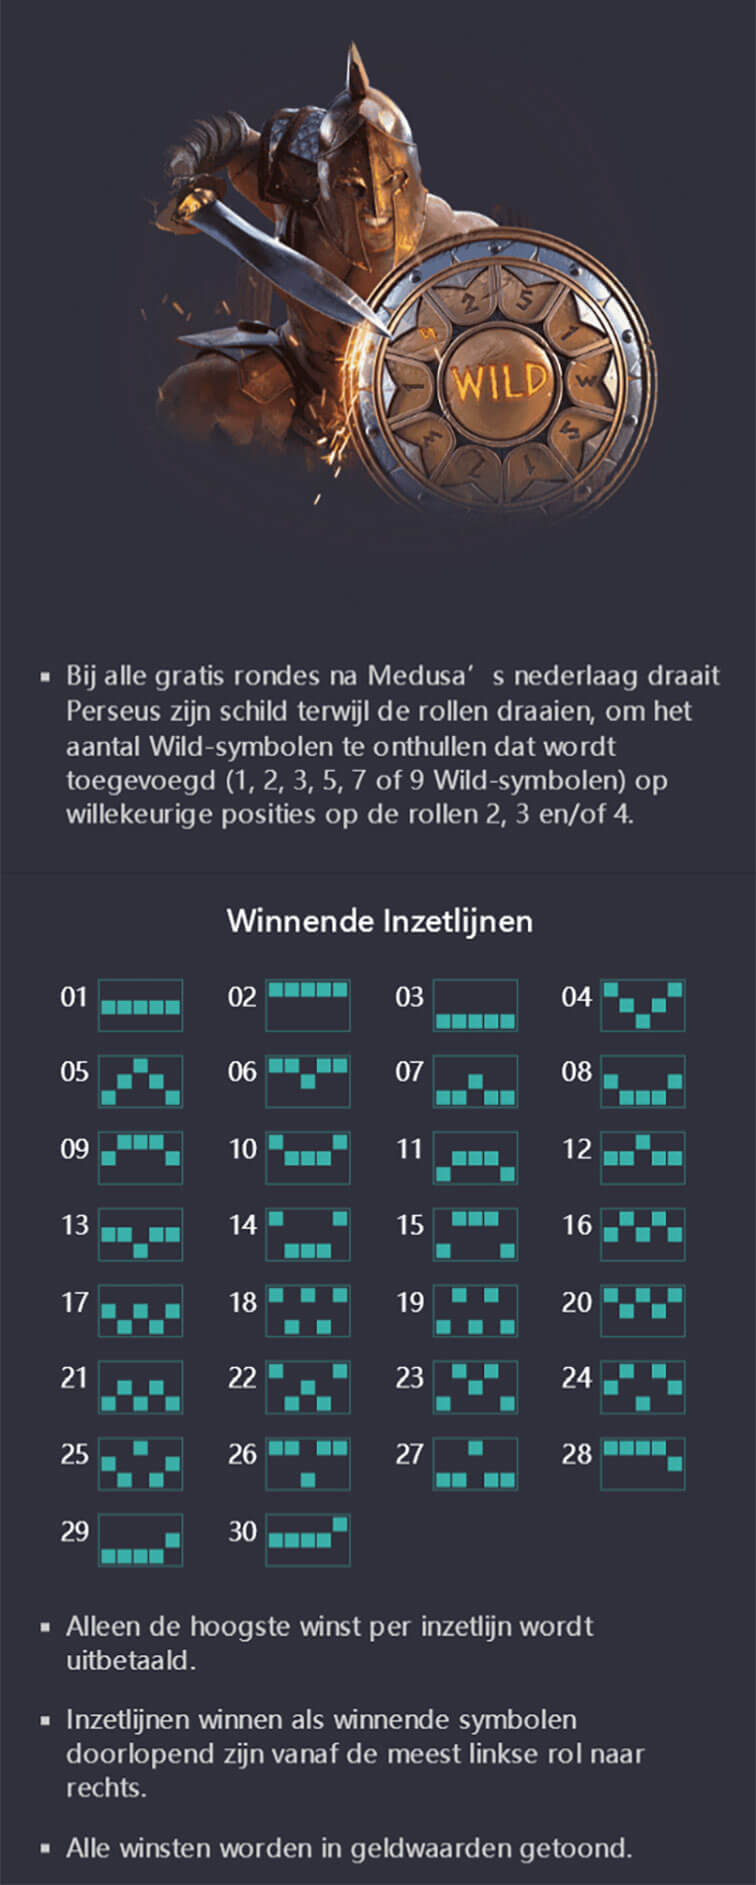 2 5
WILD
Bij alle gratis rondes na Medusa’s nederlaag draait
Perseus zijn schild terwijl de rollen draaien, om het
aantal Wild-symbolen te onthullen dat wordt
toegevoegd (1, 2, 3, 5, 7 of 9 Wild-symbolen) op
willekeurige posities op de rollen 2, 3 en/of 4.
Winnende Inzetlijnen
01 02 03 04
05 06 07 08
09 10 11 12
13 14 15 16
17 18 19 20
21 22 23 24
25 26 27 28
29 30
Alleen de hoogste winst per inzetlijn wordt
uitbetaald.
Inzetlijnen winnen als winnende symbolen
doorlopend zijn vanaf de meest linkse rol naar
rechts.
Alle winsten worden in geldwaarden getoond.